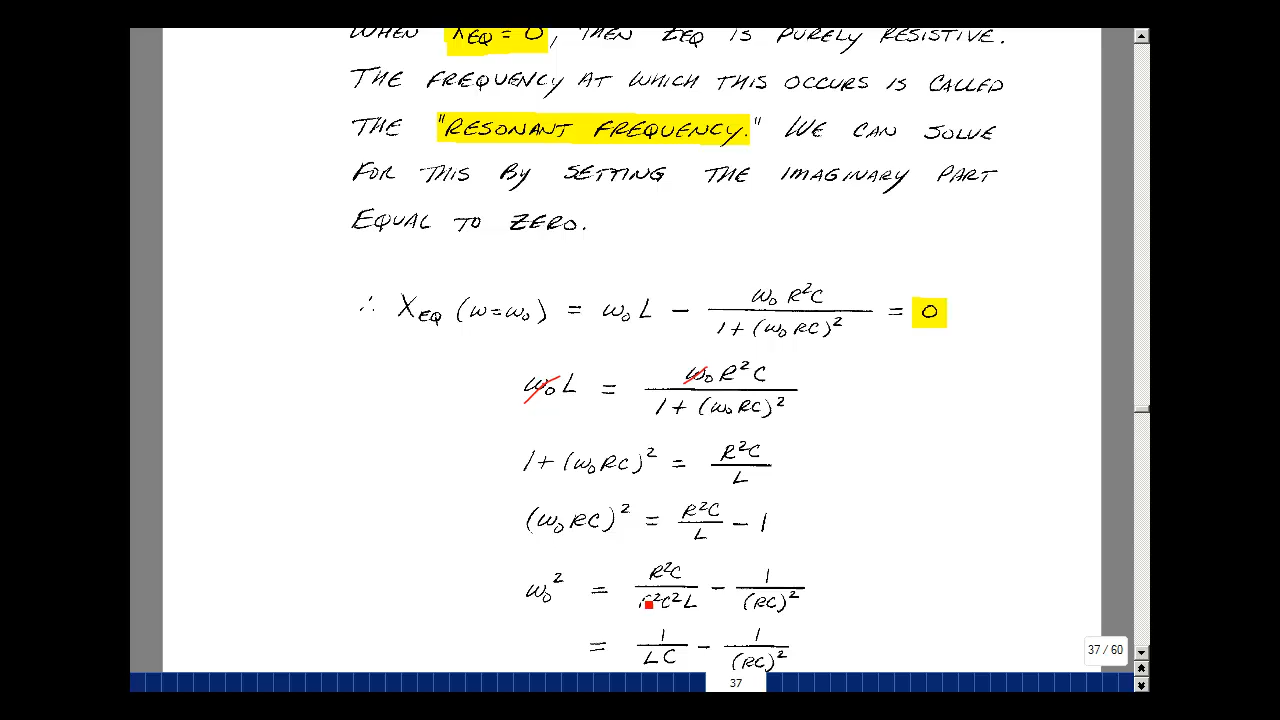 WHEN XEQ = 0, THEN ZEQ IS PURELY RESISTIVE.
THE FREQUENCY AT WHICH THIS OCCURS IS CALLED
THE "RESONANT FREQUENCY." WE CAN SOLVE
FOR THIS BY SETTING THE IMAGINARY PART
EQUAL TO ZERO.
∴ XEQ (ω=ω₀) = ω₀L − ω₀R²C / 1+(ω₀RC)² = 0
ω₀L = ω₀R²C / 1+(ω₀RC)²
1+(ω₀RC)² = R²C / L
(ω₀RC)² = R²C / L − 1
ω₀² = R²C / R²C²L − 1 / (RC)²
= 1 / LC − 1 / (RC)²
37 / 60
37